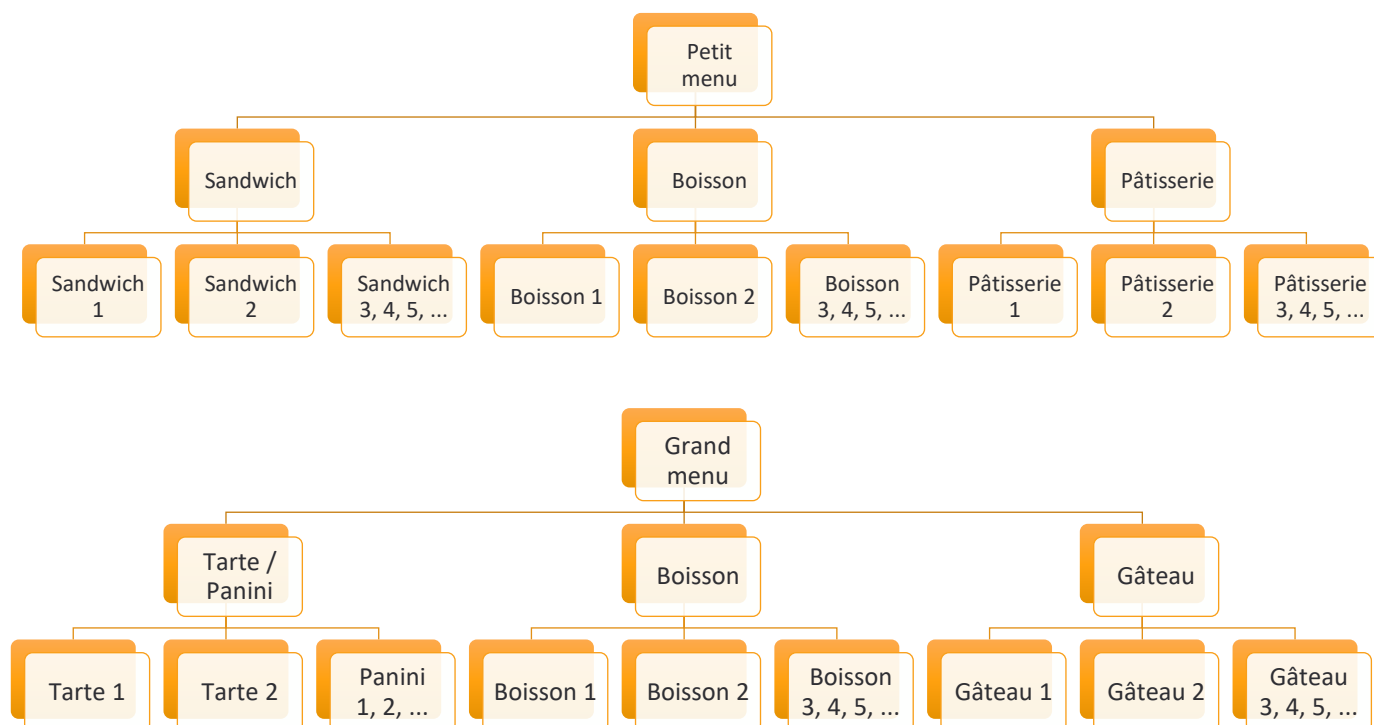 Petit
menu
Sandwich
Boisson
Pâtisserie
Sandwich
1
Sandwich
2
Sandwich
3, 4, 5, ...
Boisson 1
Boisson 2
Boisson
3, 4, 5, ...
Pâtisserie
1
Pâtisserie
2
Pâtisserie
3, 4, 5, ...
Grand
menu
Tarte /
Panini
Boisson
Gâteau
Tarte 1
Tarte 2
Panini
1, 2, ...
Boisson 1
Boisson 2
Boisson
3, 4, 5, ...
Gâteau 1
Gâteau 2
Gâteau
3, 4, 5, ...